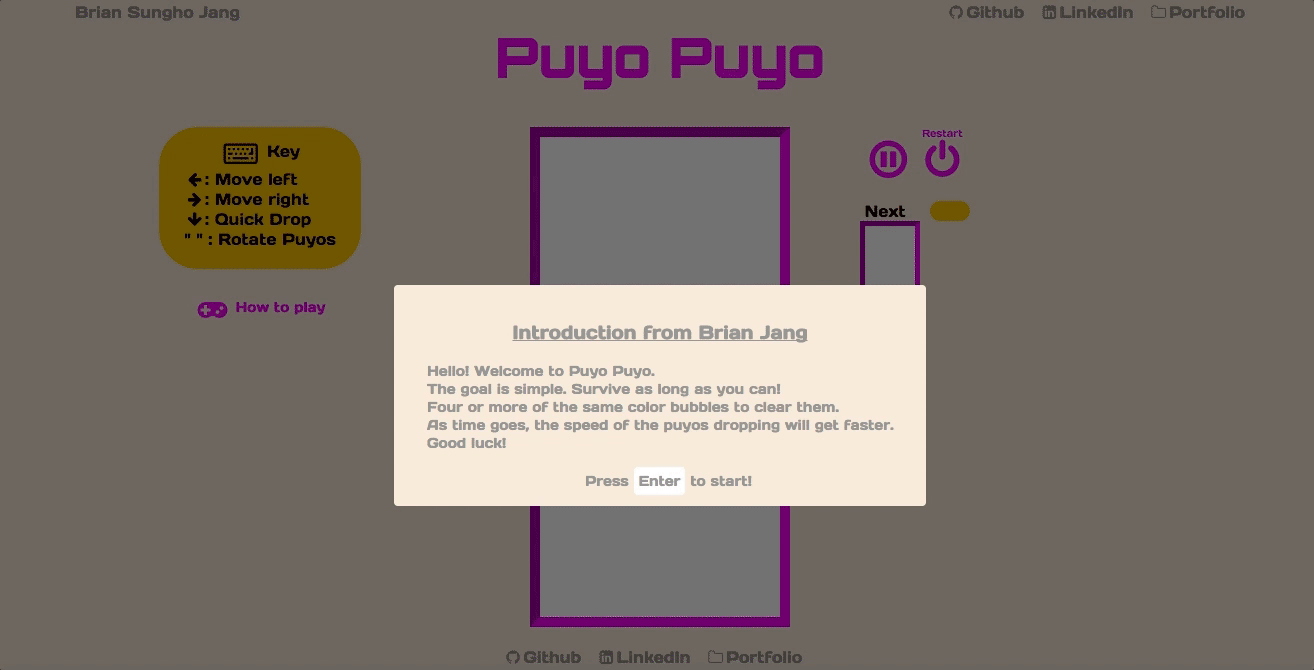 Brian Sungho Jang
Github LinkedIn Portfolio
Puyo Puyo
Key
←: Move left
→: Move right
↓: Quick Drop
" ": Rotate Puyos
How to play
Restart
Next
Introduction from Brian Jang
Hello! Welcome to Puyo Puyo.
The goal is simple. Survive as long as you can!
Four or more of the same color bubbles to clear them.
As time goes, the speed of the puyos dropping will get faster.
Good luck!
Press Enter to start!
Github LinkedIn Portfolio